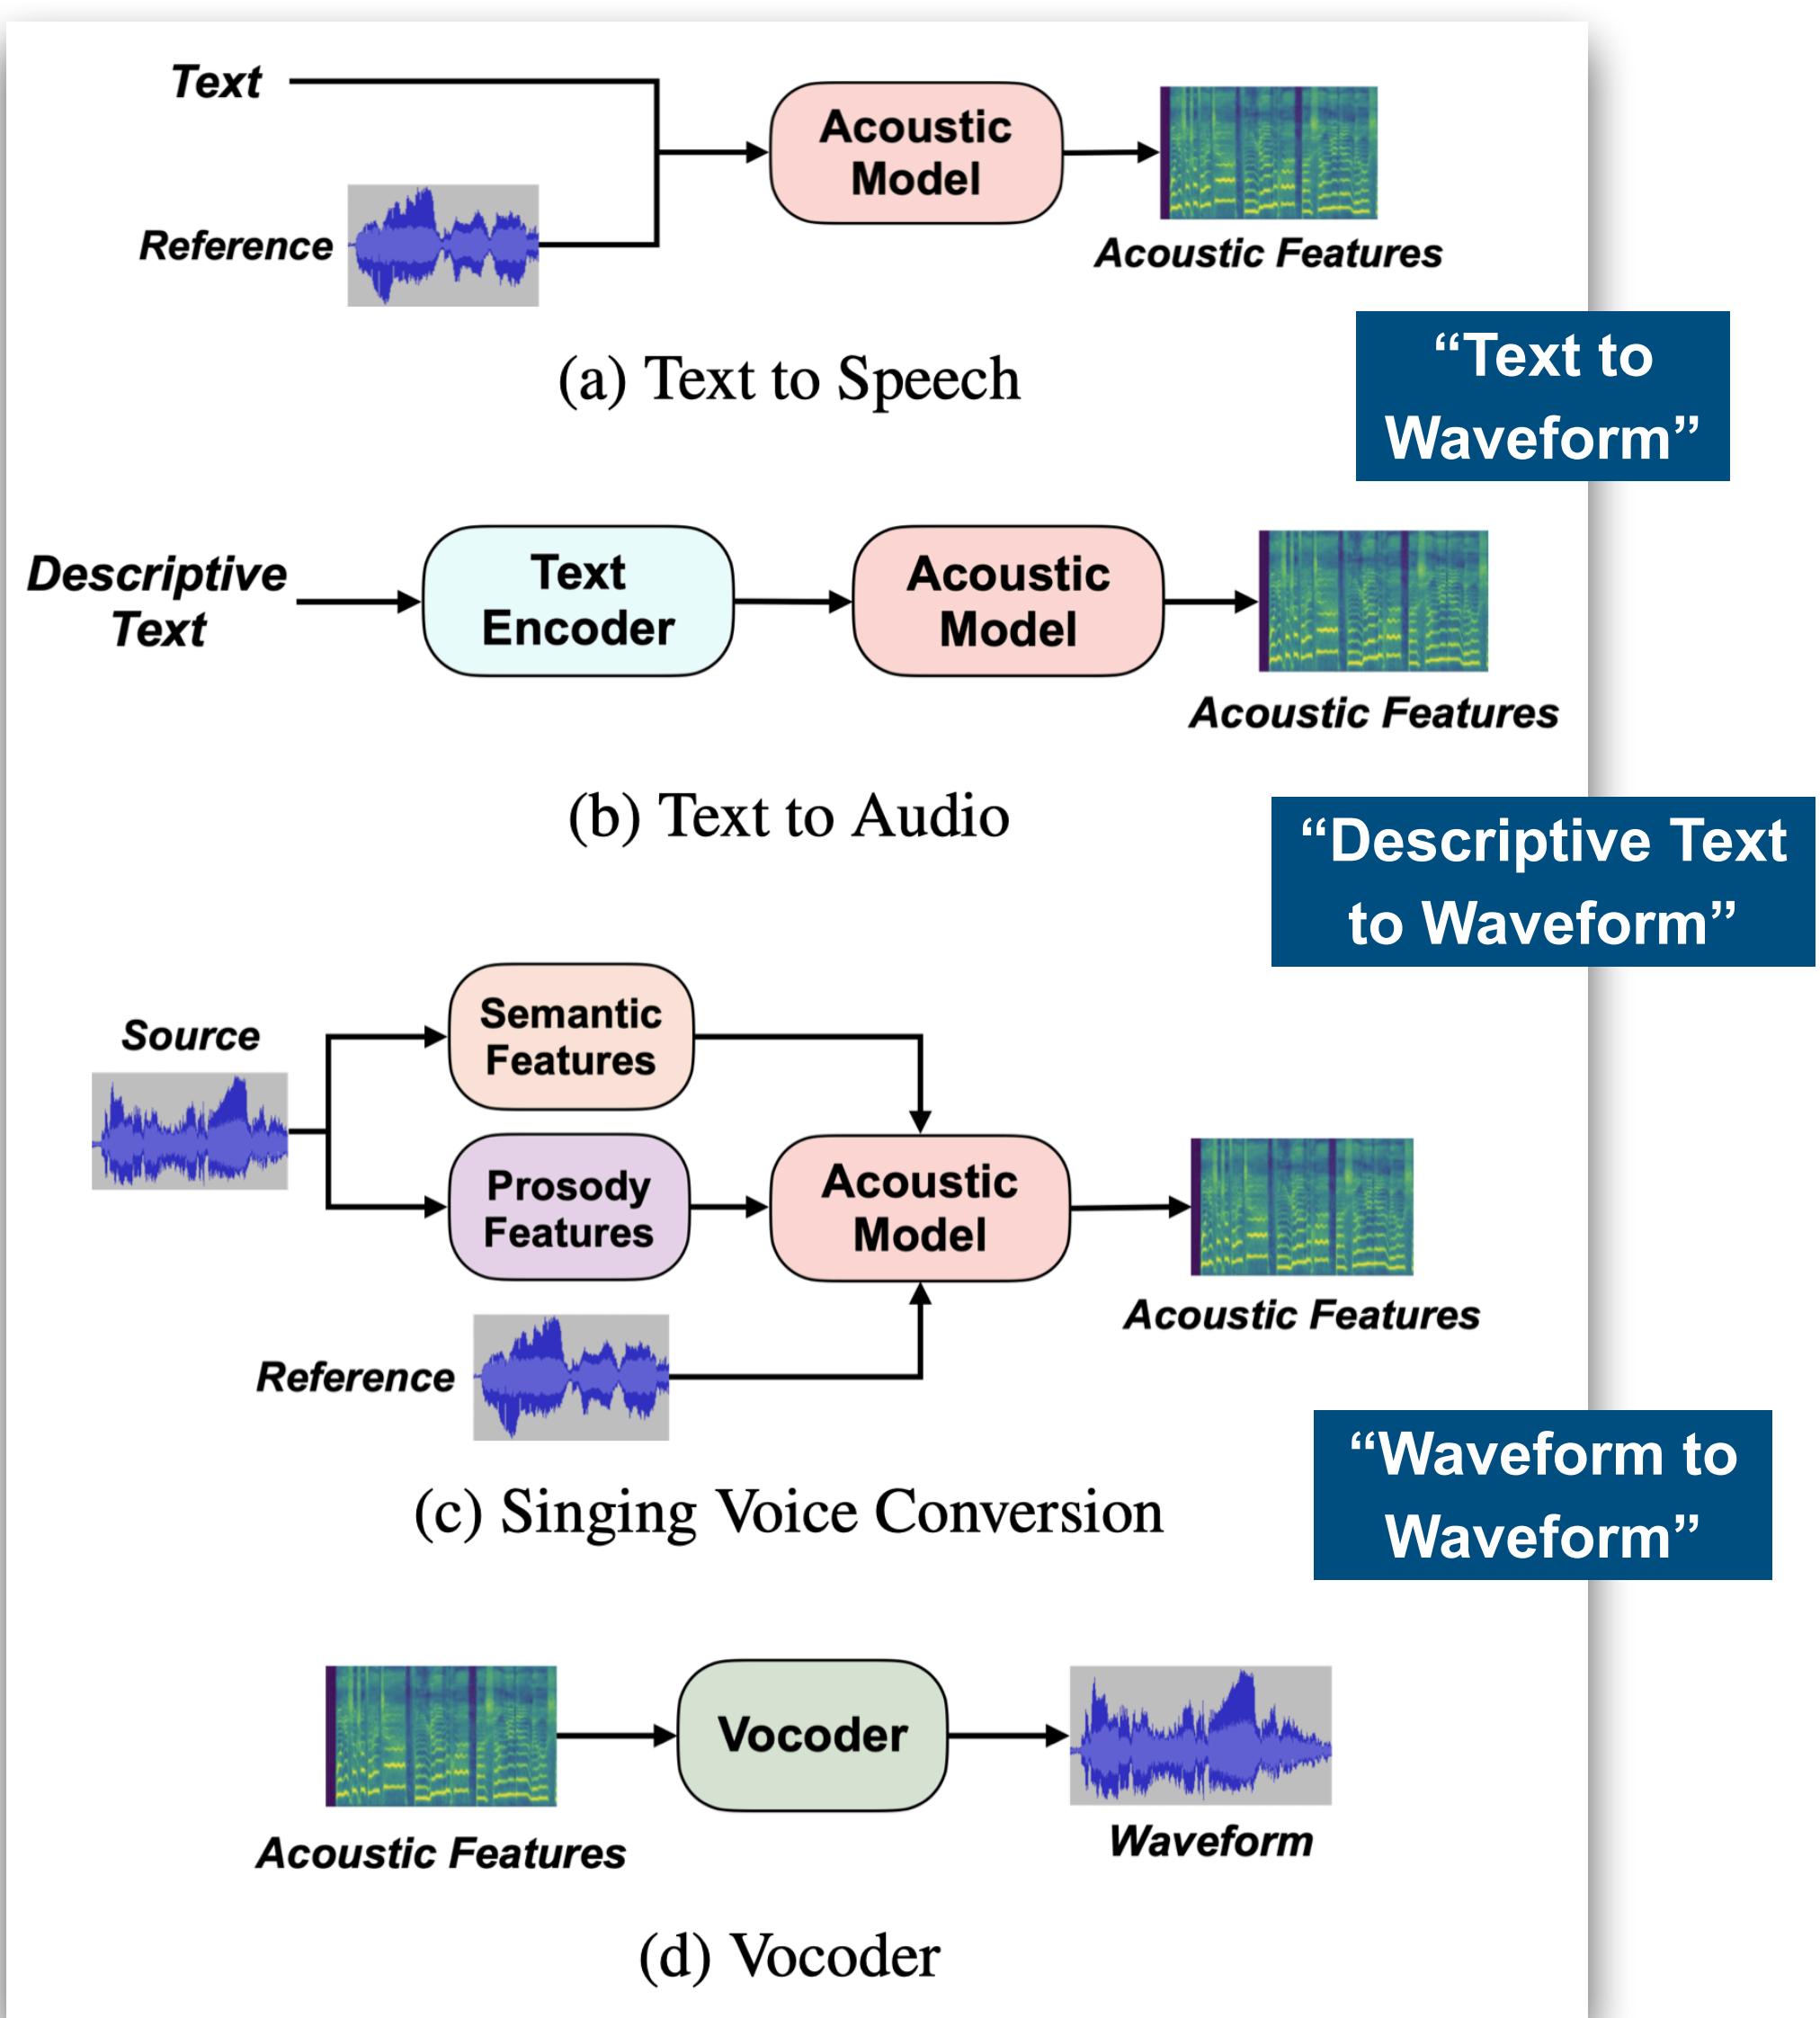 Text
Acoustic
Model
Reference
Acoustic Features
(a) Text to Speech
“Text to
Waveform”
Descriptive
Text
Text
Encoder
Acoustic
Model
Acoustic Features
(b) Text to Audio
“Descriptive Text
to Waveform”
Source
Semantic
Features
Prosody
Features
Acoustic
Model
Acoustic Features
Reference
(c) Singing Voice Conversion
“Waveform to
Waveform”
Vocoder
Acoustic Features
Waveform
(d) Vocoder